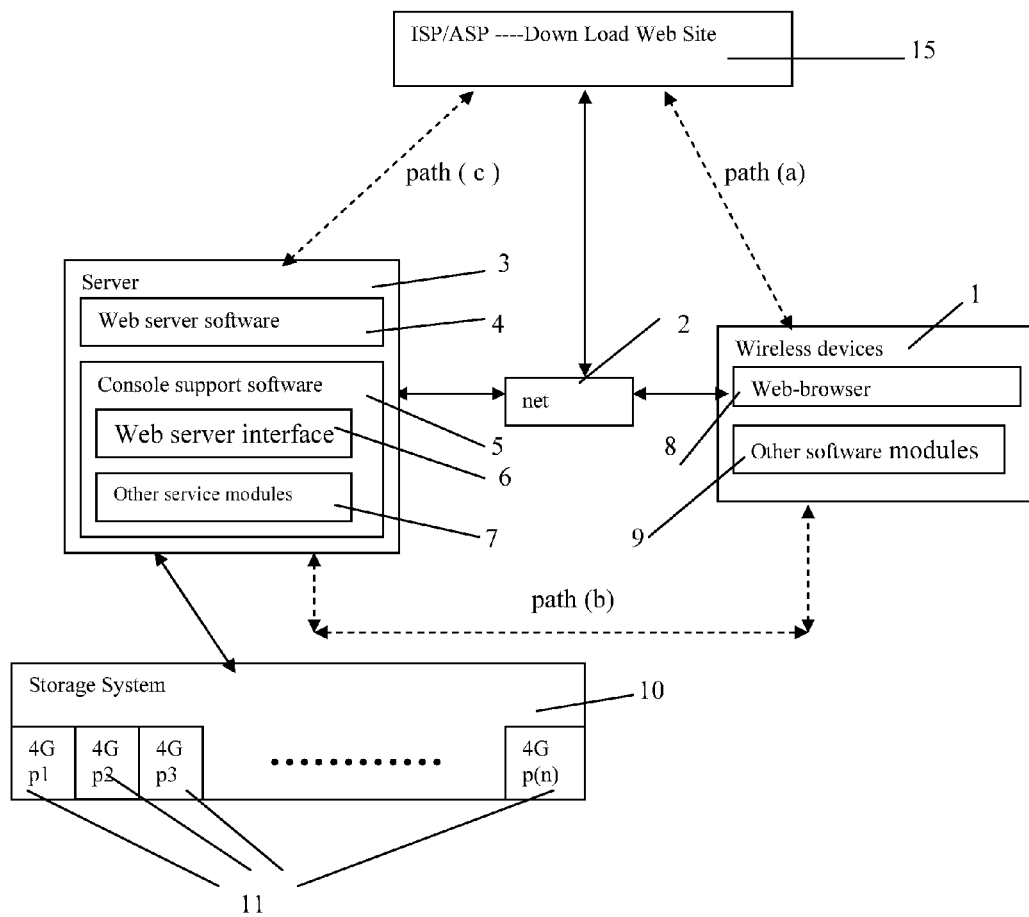 ISP/ASP ----Down Load Web Site
15
path ( c )
path (a)
Server
3
Web server software
4
Console support software
5
Web server interface
6
Other service modules
7
2
net
1
Wireless devices
Web-browser
8
Other software modules
9
path (b)
Storage System
10
4G
p1
4G
p2
4G
p3
............
4G
p(n)
11